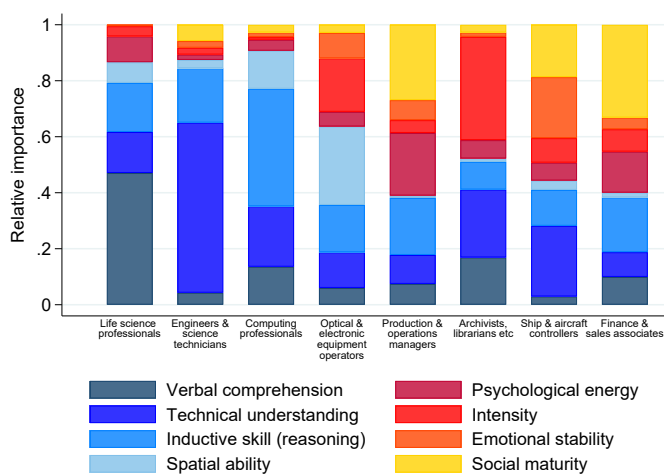 Relative importance
1
.8
.6
.4
.2
0
Life science
professionals
Engineers &
science
technicians
Computing
professionals
Optical &
electronic
equipment
operators
Production &
operations
managers
Archivists,
librarians etc
Ship & aircraft
controllers
Finance &
sales associates
Verbal comprehension
Technical understanding
Inductive skill (reasoning)
Spatial ability
Psychological energy
Intensity
Emotional stability
Social maturity